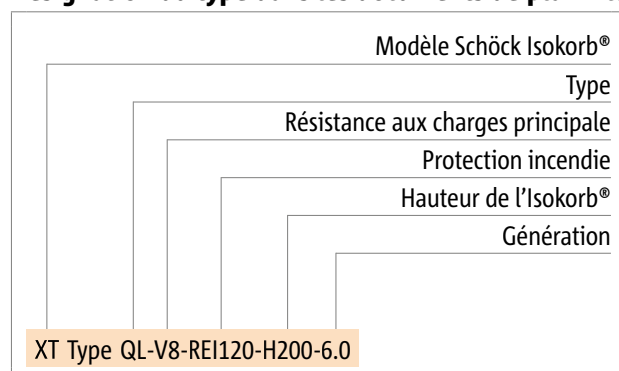 Modèle Schöck Isokorb®
Type
Résistance aux charges principale
Protection incendie
Hauteur de l'Isokorb®
Génération
XT Type QL-V8-REI120-H200-6.0